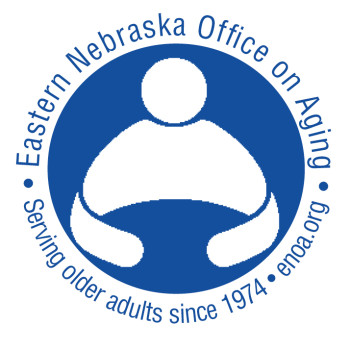 Eastern Nebraska Office on Aging
• Serving older adults since 1974 • enoa.org •